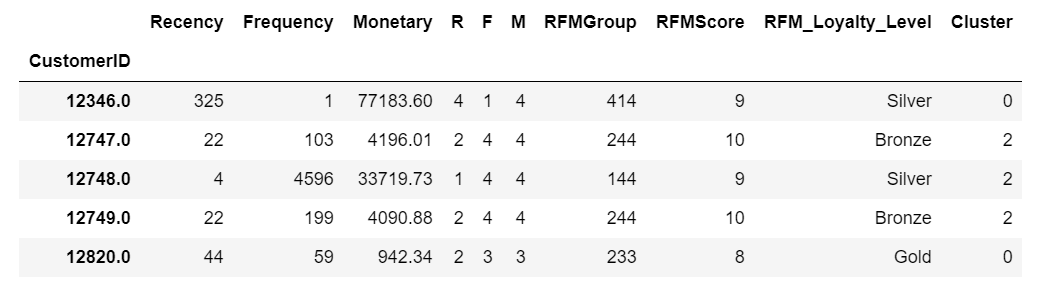 Recency Frequency Monetary R F M RFMGroup RFMScore RFM_Loyalty_Level Cluster
CustomerID
12346.0 325 1 77183.60 4 1 4 414 9 Silver 0
12747.0 22 103 4196.01 2 4 4 244 10 Bronze 2
12748.0 4 4596 33719.73 1 4 4 144 9 Silver 2
12749.0 22 199 4090.88 2 4 4 244 10 Bronze 2
12820.0 44 59 942.34 2 3 3 233 8 Gold 0